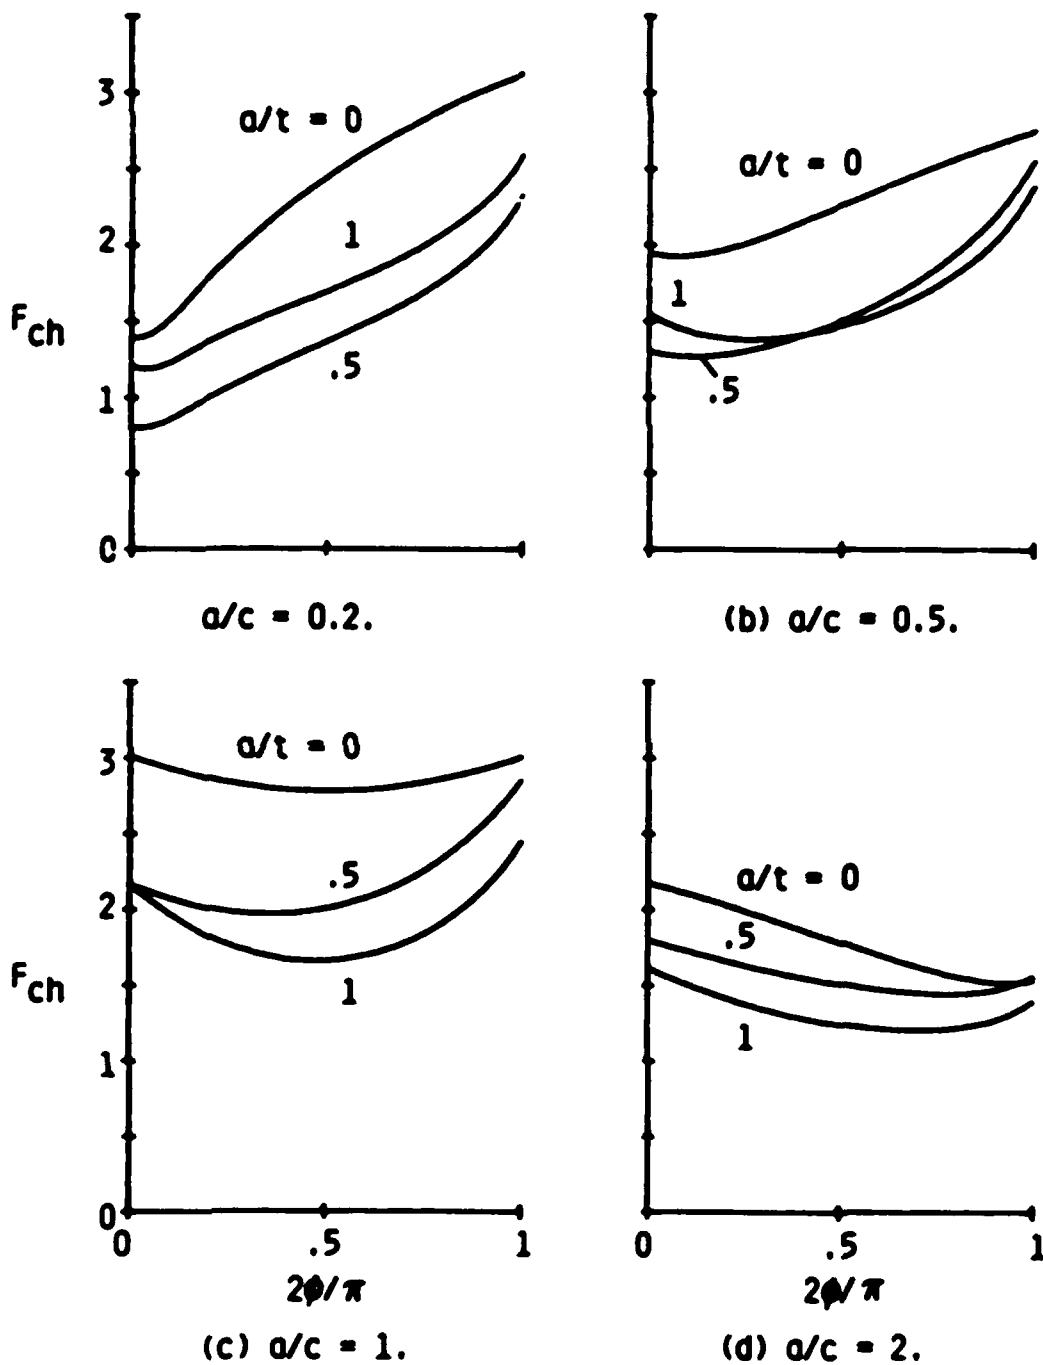 3
a/t = 0
1
2
F_ch
.5
1
0
a/c = 0.2.
a/t = 0
1
.5
(b) a/c = 0.5.
3
a/t = 0
.5
2
F_ch
1
1
0
0
.5
1
2ϕ/π
(c) a/c = 1.
a/t = 0
.5
1
0
.5
1
2ϕ/π
(d) a/c = 2.